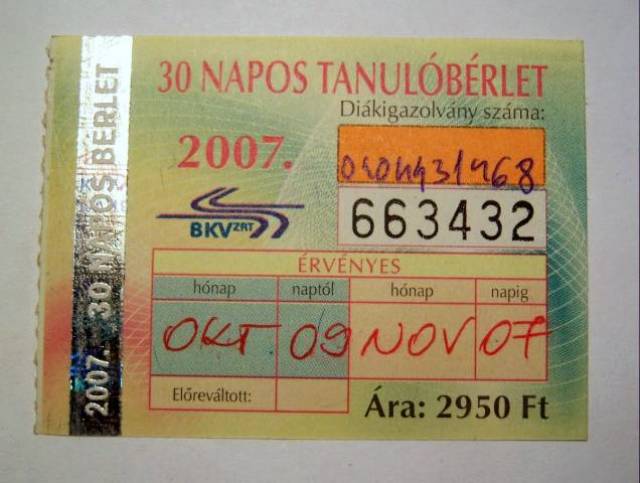 30 NAPOS TANULÓBÉRLET
Diákigazolvány száma:
2007.
0101431468
BKV ZRT
663432
ÉRVÉNYES
hónap naptól hónap napig
OKT 09 NOV 07
Előreváltott:
Ára: 2950 Ft
2007. 30 NAPOS BÉRLET